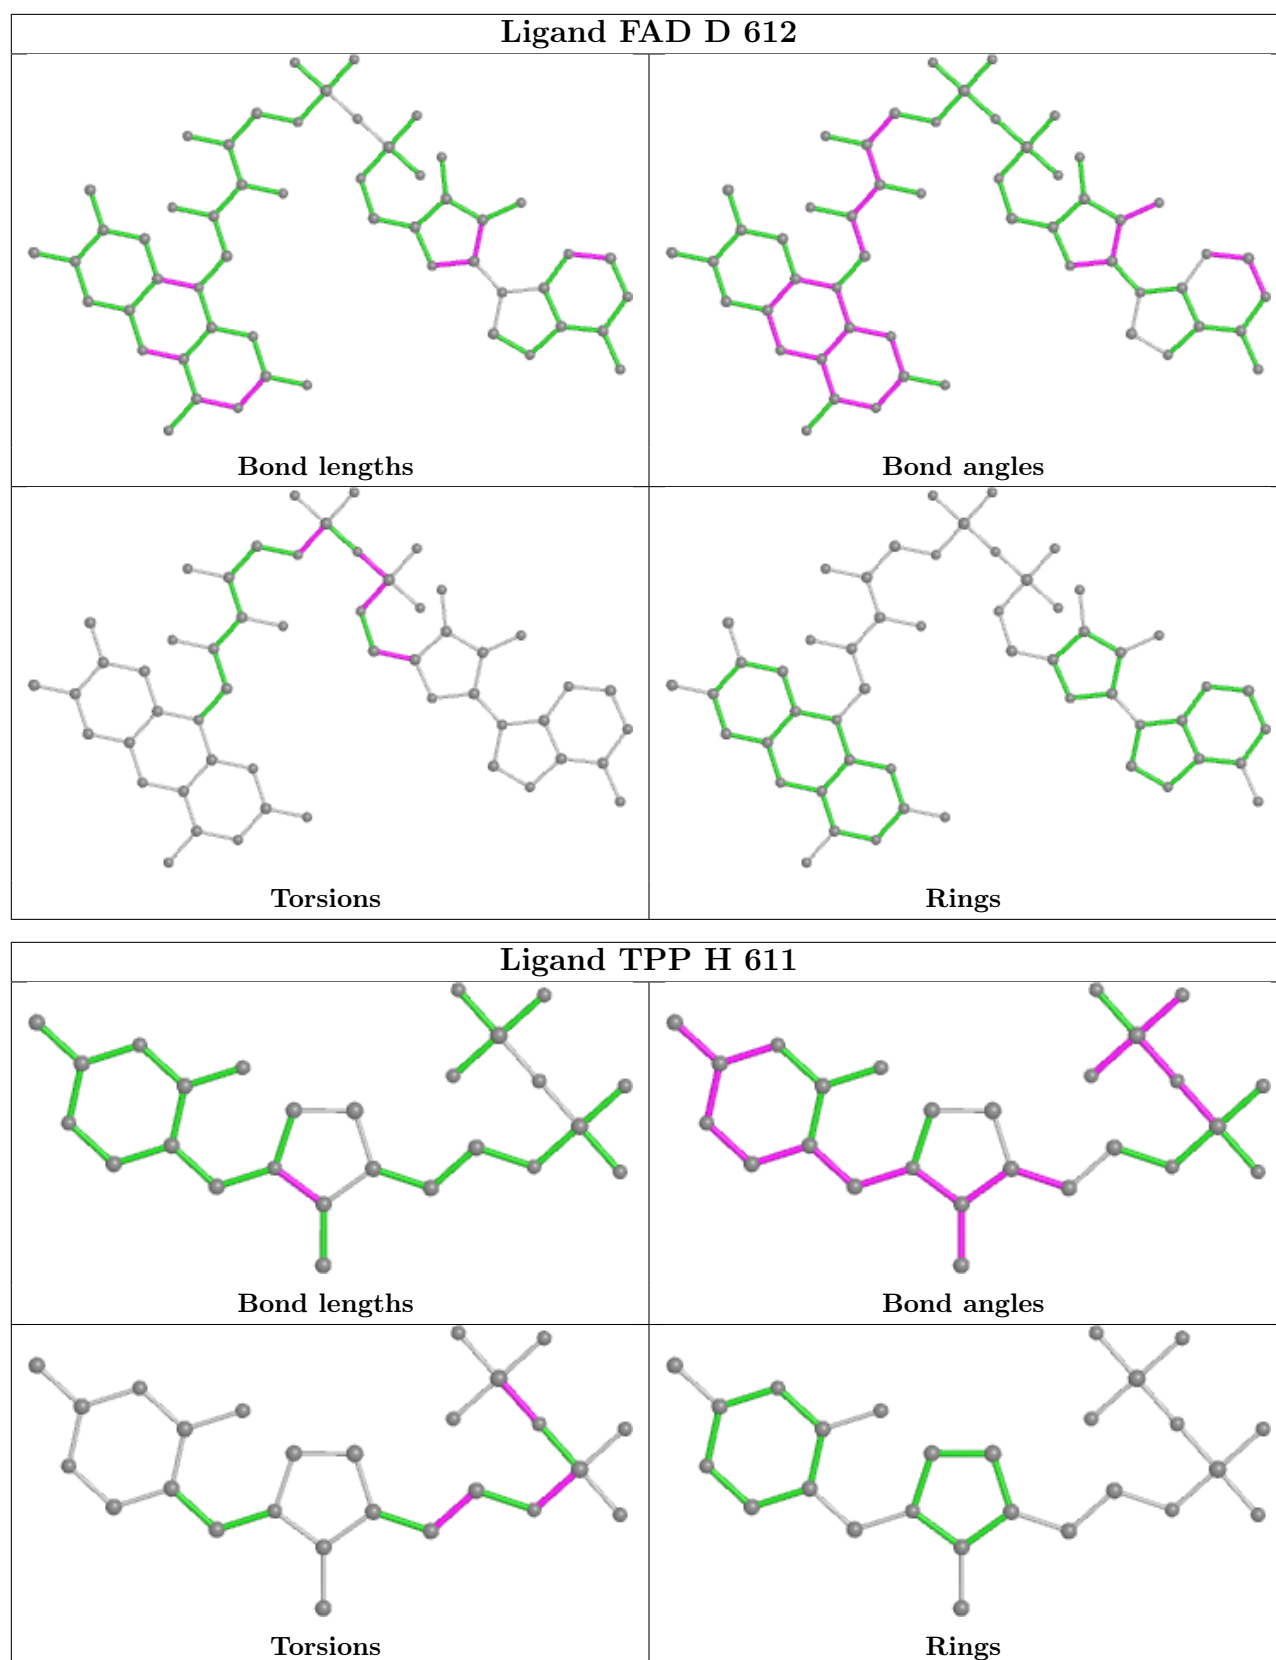 Ligand FAD D 612
Bond lengths
Bond angles
Torsions
Rings
Ligand TPP H 611
Bond lengths
Bond angles
Torsions
Rings